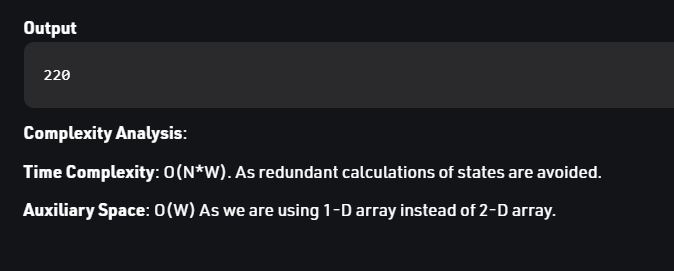 Output
220
Complexity Analysis:
Time Complexity: O(N*W). As redundant calculations of states are avoided.
Auxiliary Space: O(W) As we are using 1-D array instead of 2-D array.